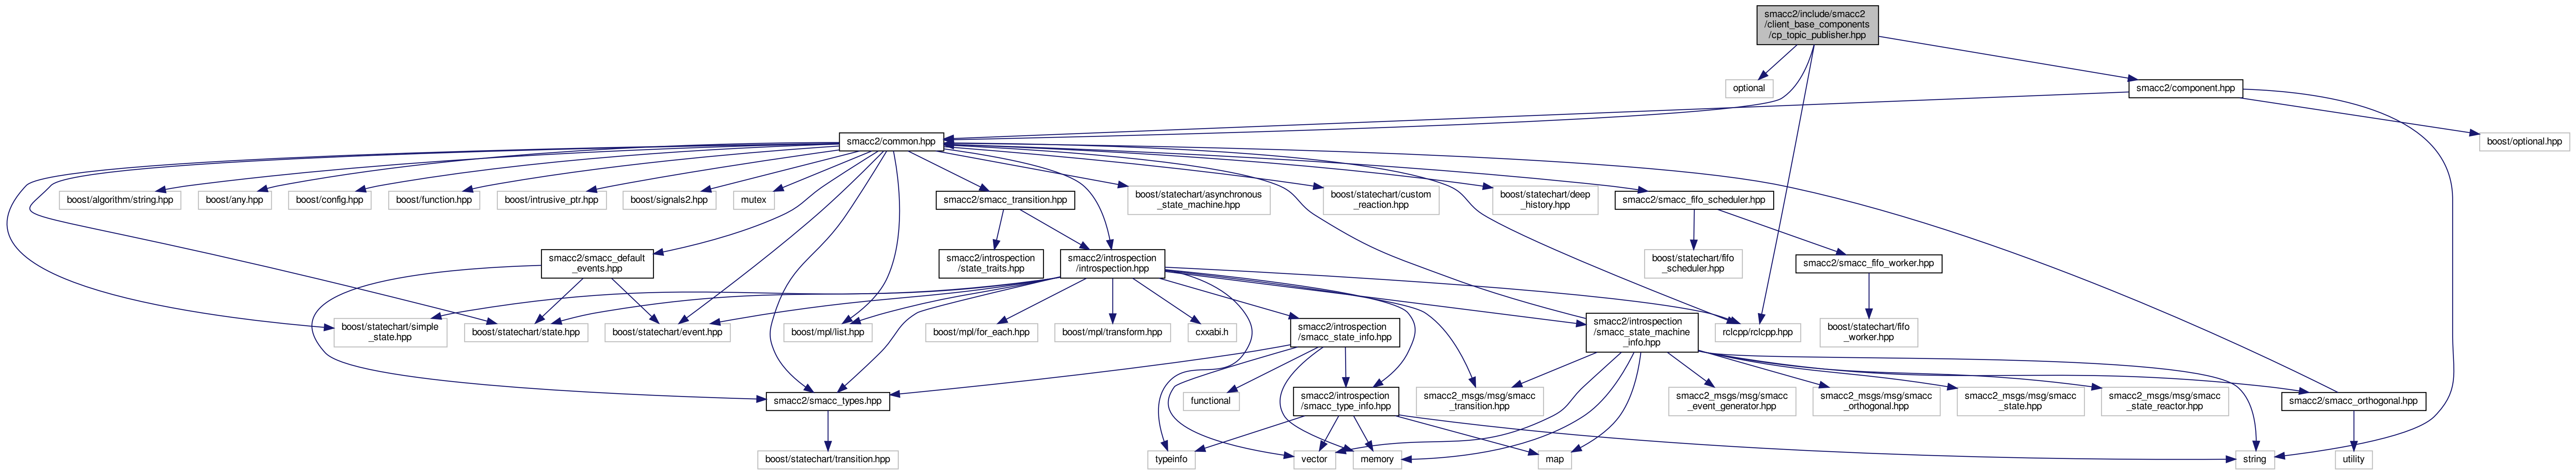 smacc2/include/smacc2
/client_base_components
/cp_topic_publisher.hpp
optional
smacc2/component.hpp
smacc2/common.hpp
boost/optional.hpp
boost/algorithm/string.hpp
boost/any.hpp
boost/config.hpp
boost/function.hpp
boost/intrusive_ptr.hpp
boost/signals2.hpp
mutex
smacc2/smacc_transition.hpp
boost/statechart/asynchronous
_state_machine.hpp
boost/statechart/custom
_reaction.hpp
boost/statechart/deep
_history.hpp
smacc2/smacc_fifo_scheduler.hpp
smacc2/smacc_default
_events.hpp
smacc2/introspection
/state_traits.hpp
smacc2/introspection
/introspection.hpp
boost/statechart/fifo
_scheduler.hpp
smacc2/smacc_fifo_worker.hpp
boost/statechart/simple
_state.hpp
boost/statechart/state.hpp
boost/statechart/event.hpp
boost/mpl/list.hpp
boost/mpl/for_each.hpp
boost/mpl/transform.hpp
cxxabi.h
smacc2/introspection
/smacc_state_info.hpp
smacc2/introspection
/smacc_state_machine
_info.hpp
rclcpp/rclcpp.hpp
boost/statechart/fifo
_worker.hpp
smacc2/smacc_types.hpp
functional
smacc2/introspection
/smacc_type_info.hpp
smacc2_msgs/msg/smacc
_transition.hpp
smacc2_msgs/msg/smacc
_event_generator.hpp
smacc2_msgs/msg/smacc
_orthogonal.hpp
smacc2_msgs/msg/smacc
_state.hpp
smacc2_msgs/msg/smacc
_state_reactor.hpp
smacc2/smacc_orthogonal.hpp
boost/statechart/transition.hpp
typeinfo
vector
memory
map
string
utility